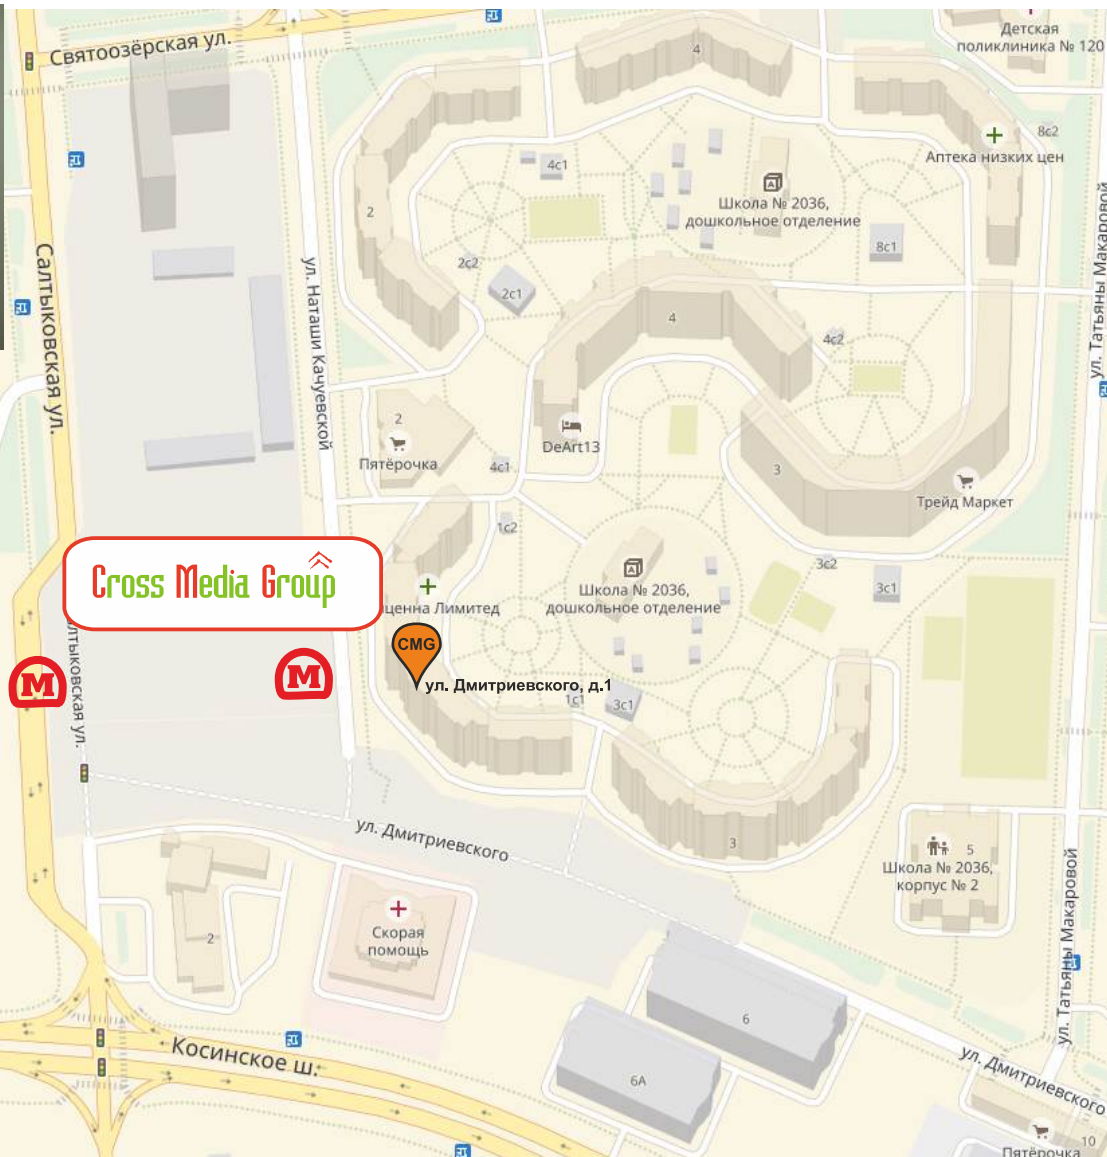 Святоозёрская ул.
4
Детская
поликлиника № 120
8с2
Аптека низких цен
4с1
Школа № 2036,
дошкольное отделение
2
8с1
2с2
2с1
ул. Татьяны Макаровой
Салтыковская ул.
ул. Наташи Качуевской
4
4с2
2
Пятёрочка
DeArt13
4с1
3
Трейд Маркет
1с2
Cross Media Group
3с2
3с1
Школа № 2036,
дошкольное отделение
ценна Лимитед
CMG
ул. Дмитриевского, д.1
М
М
лтыковская ул.
1с1
3с1
ул. Дмитриевского
3
5
Школа № 2036,
корпус № 2
Скорая
помощь
2
ул. Татьяны Макаровой
6
Косинское ш.
6А
ул. Дмитриевского
10
Пятёрочка